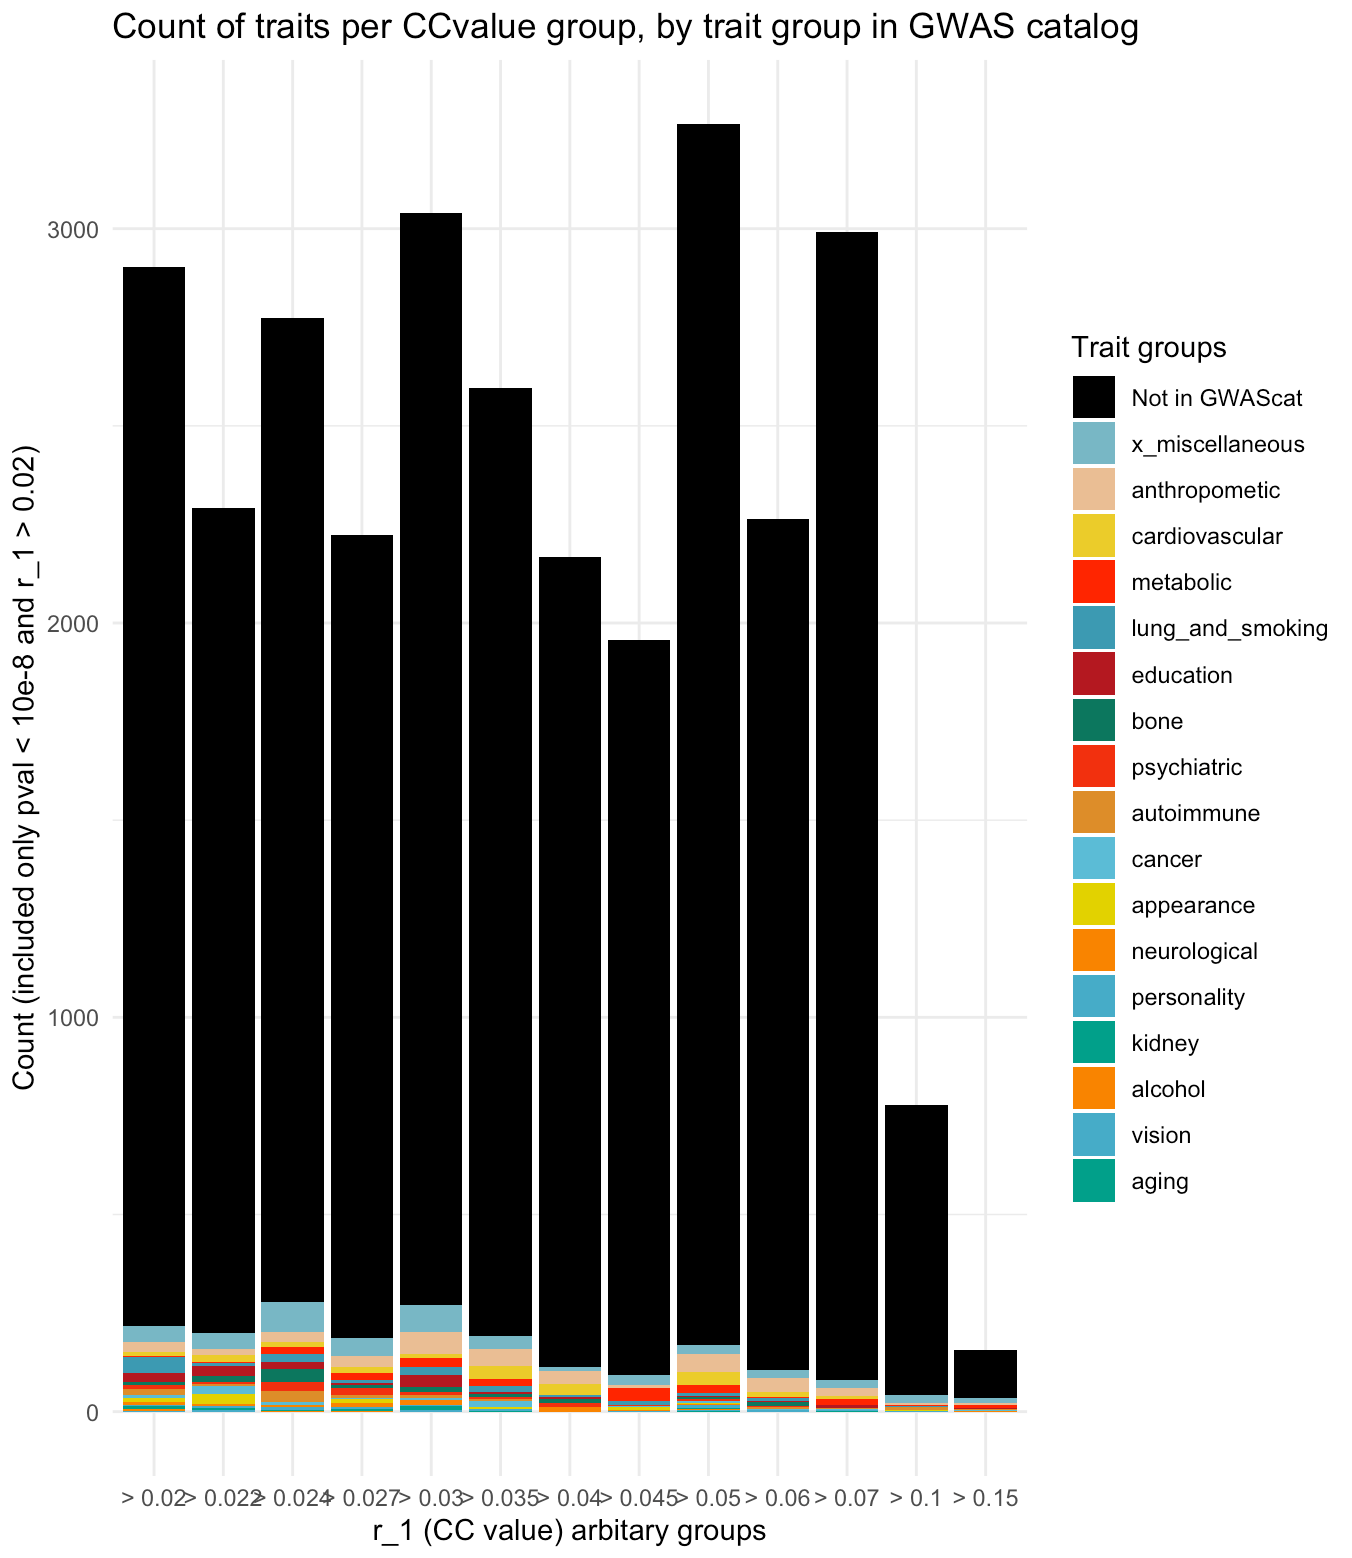 Count of traits per CCvalue group, by trait group in GWAS catalog
Count (included only pval < 10e-8 and r_1 > 0.02)
3000
2000
1000
0
> 0.02 > 0.022 > 0.024 > 0.027 > 0.03 > 0.035 > 0.04 > 0.045 > 0.05 > 0.06 > 0.07 > 0.1 > 0.15
r_1 (CC value) arbitary groups
Trait groups
Not in GWAScat
x_miscellaneous
anthropometic
cardiovascular
metabolic
lung_and_smoking
education
bone
psychiatric
autoimmune
cancer
appearance
neurological
personality
kidney
alcohol
vision
aging